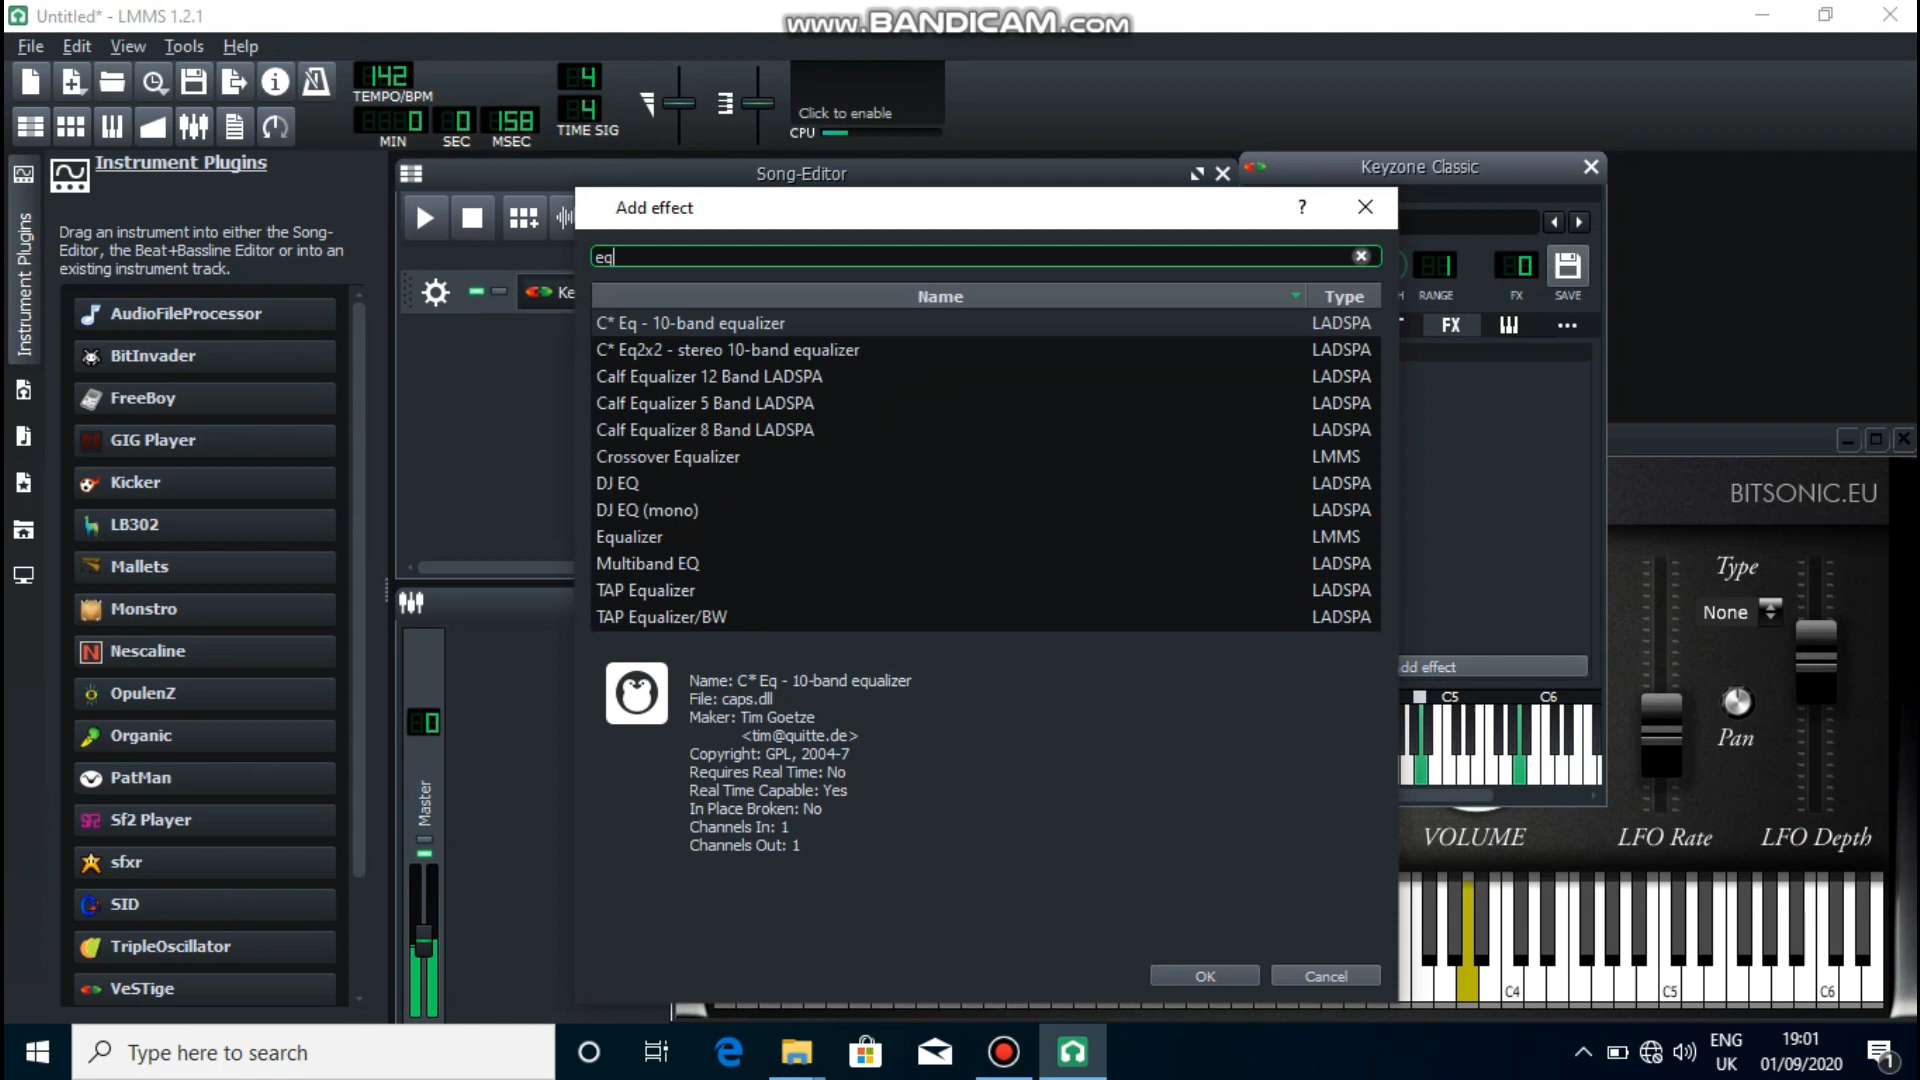 Untitled* - LMMS 1.2.1
www.BANDICAM.com
File Edit View Tools Help
142
TEMPO/BPM
0 0 158
MIN SEC MSEC
4
4
TIME SIG
Click to enable
CPU
Instrument Plugins
Instrument Plugins
Drag an instrument into either the Song-
Editor, the Beat+Bassline Editor or into an
existing instrument track.
AudioFileProcessor
BitInvader
FreeBoy
GIG Player
Kicker
LB302
Mallets
Monstro
Nescaline
OpulenZ
Organic
PatMan
Sf2 Player
sfxr
SID
TripleOscillator
VeSTige
Song-Editor
Ke
0
Master
Add effect
?
eq
Name Type
C* Eq - 10-band equalizer LADSPA
C* Eq2x2 - stereo 10-band equalizer LADSPA
Calf Equalizer 12 Band LADSPA LADSPA
Calf Equalizer 5 Band LADSPA LADSPA
Calf Equalizer 8 Band LADSPA LADSPA
Crossover Equalizer LMMS
DJ EQ LADSPA
DJ EQ (mono) LADSPA
Equalizer LMMS
Multiband EQ LADSPA
TAP Equalizer LADSPA
TAP Equalizer/BW LADSPA
Name: C* Eq - 10-band equalizer
File: caps.dll
Maker: Tim Goetze
<tim@quitte.de>
Copyright: GPL, 2004-7
Requires Real Time: No
Real Time Capable: Yes
In Place Broken: No
Channels In: 1
Channels Out: 1
OK Cancel
Keyzone Classic
1 0
H RANGE FX SAVE
FX
dd effect
C5 C6
BITSONIC.EU
Type
None
Pan
VOLUME LFO Rate LFO Depth
C4 C5 C6
Type here to search
ENG
UK
19:01
01/09/2020
1